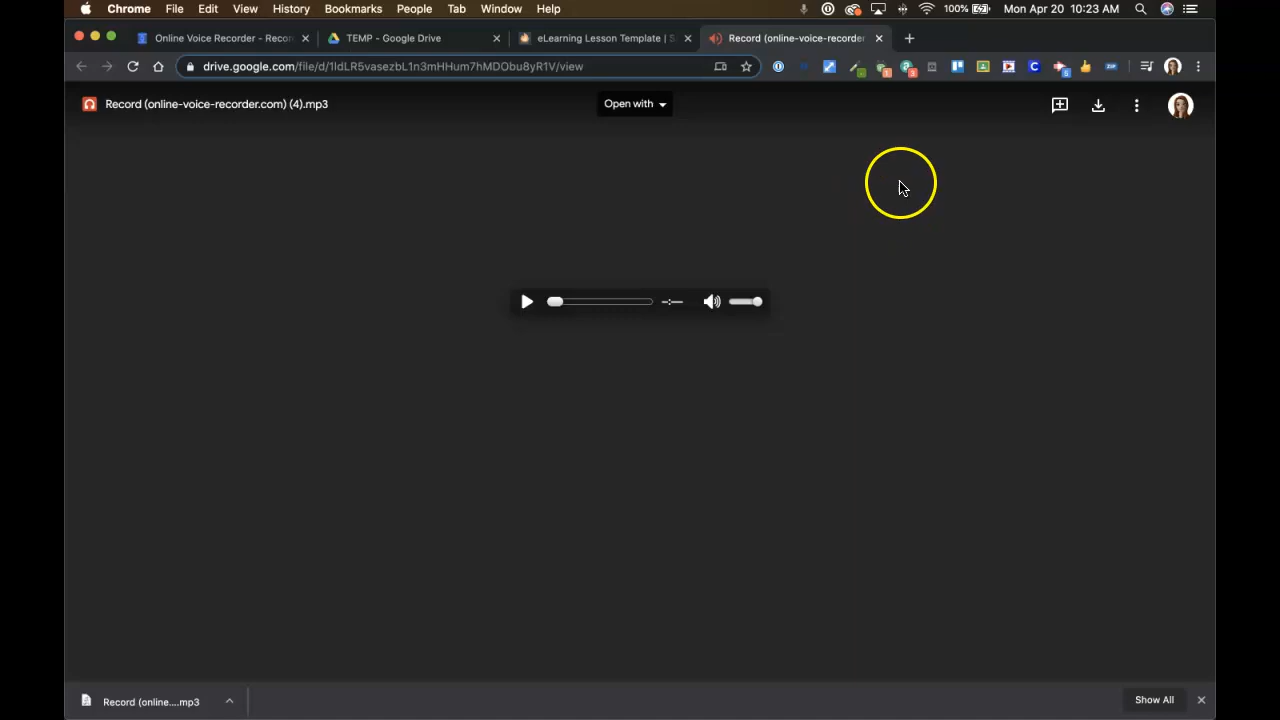 Chrome File Edit View History Bookmarks People Tab Window Help 100% Mon Apr 20 10:23 AM
Online Voice Recorder - Recor TEMP - Google Drive eLearning Lesson Template | S Record (online-voice-recorder
drive.google.com/file/d/1ldLR5vasezbL1n3mHHum7hMDObu8yR1V/view
Record (online-voice-recorder.com) (4).mp3 Open with
Record (online....mp3 Show All